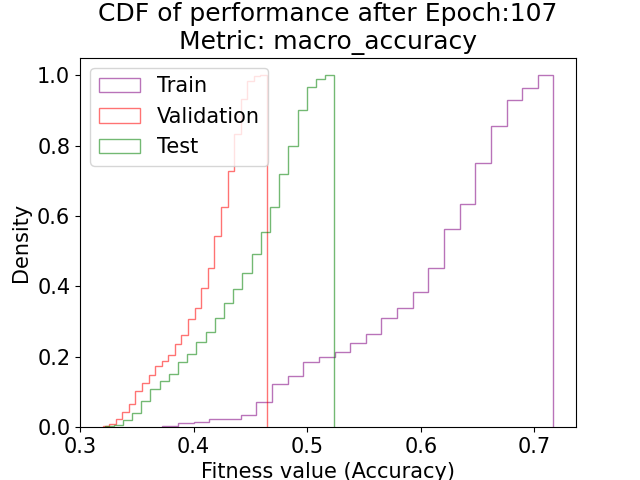 CDF of performance after Epoch:107
Metric: macro_accuracy
Train
Validation
Test
Density
1.0
0.8
0.6
0.4
0.2
0.0
0.3
0.4
0.5
0.6
0.7
Fitness value (Accuracy)